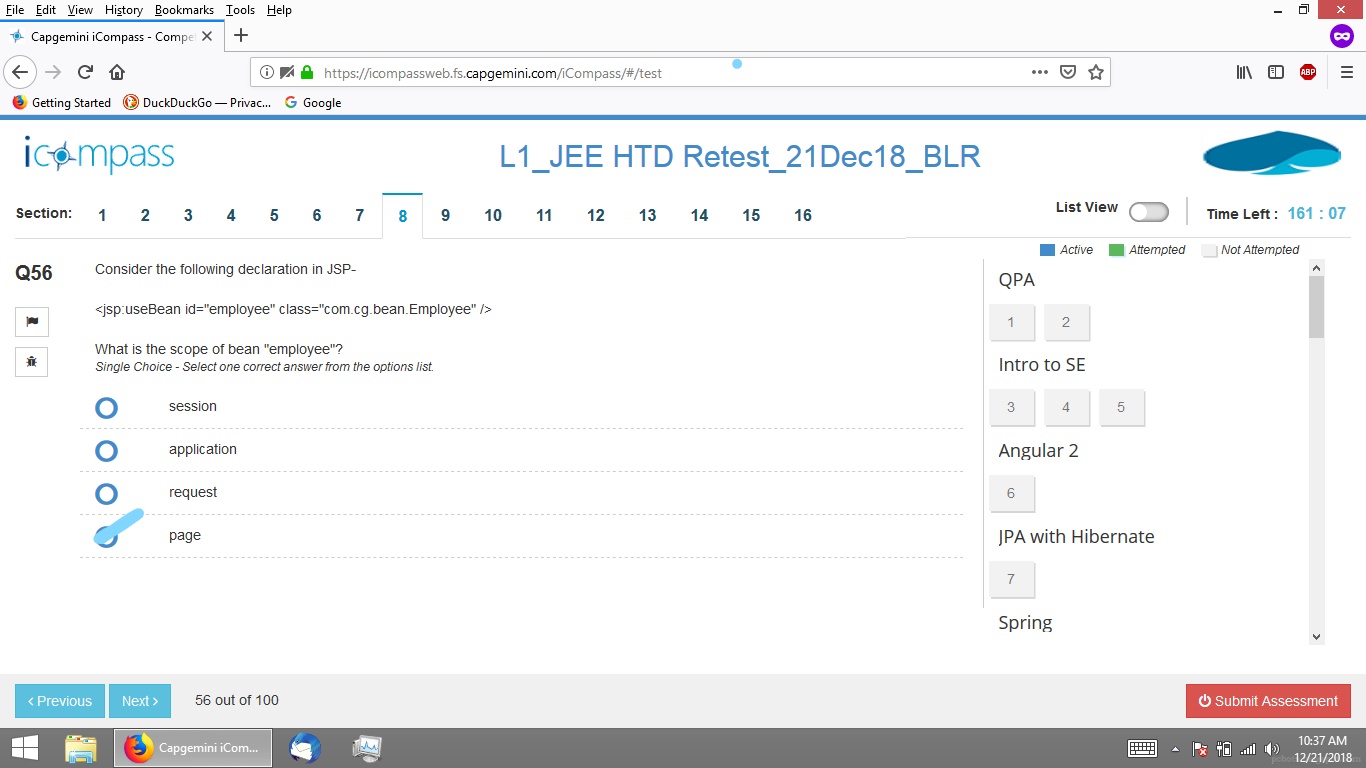 File Edit View History Bookmarks Tools Help
Capgemini iCompass - Compe
https://icompassweb.fs.capgemini.com/iCompass/#/test
ABP
Getting Started DuckDuckGo — Privac... Google
icompass
L1_JEE HTD Retest_21Dec18_BLR
Section: 1 2 3 4 5 6 7 8 9 10 11 12 13 14 15 16
List View
Time Left : 161 : 07
Active Attempted Not Attempted
Q56
Consider the following declaration in JSP-
<jsp:useBean id="employee" class="com.cg.bean.Employee" />
What is the scope of bean "employee"?
Single Choice - Select one correct answer from the options list.
session
application
request
page
QPA
1 2
Intro to SE
3 4 5
Angular 2
6
JPA with Hibernate
7
Spring
‹ Previous
Next ›
56 out of 100
Submit Assessment
Capgemini iCom...
10:37 AM
12/21/2018